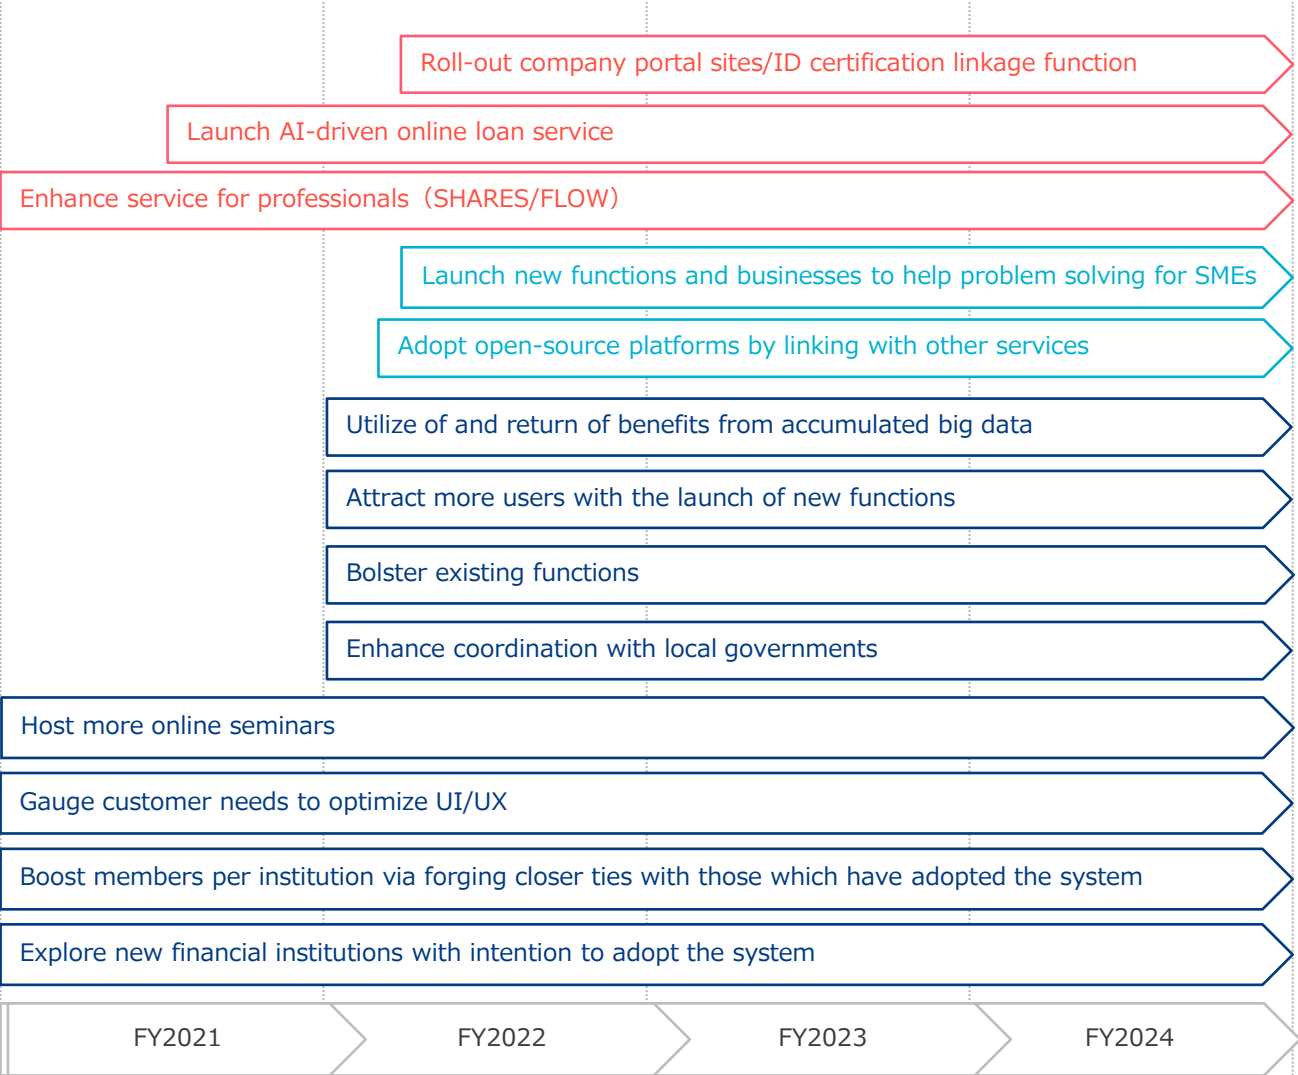 Roll-out company portal sites/ID certification linkage function
Launch AI-driven online loan service
Enhance service for professionals（SHARES/FLOW）
Launch new functions and businesses to help problem solving for SMEs
Adopt open-source platforms by linking with other services
Utilize of and return of benefits from accumulated big data
Attract more users with the launch of new functions
Bolster existing functions
Enhance coordination with local governments
Host more online seminars
Gauge customer needs to optimize UI/UX
Boost members per institution via forging closer ties with those which have adopted the system
Explore new financial institutions with intention to adopt the system
FY2021
FY2022
FY2023
FY2024